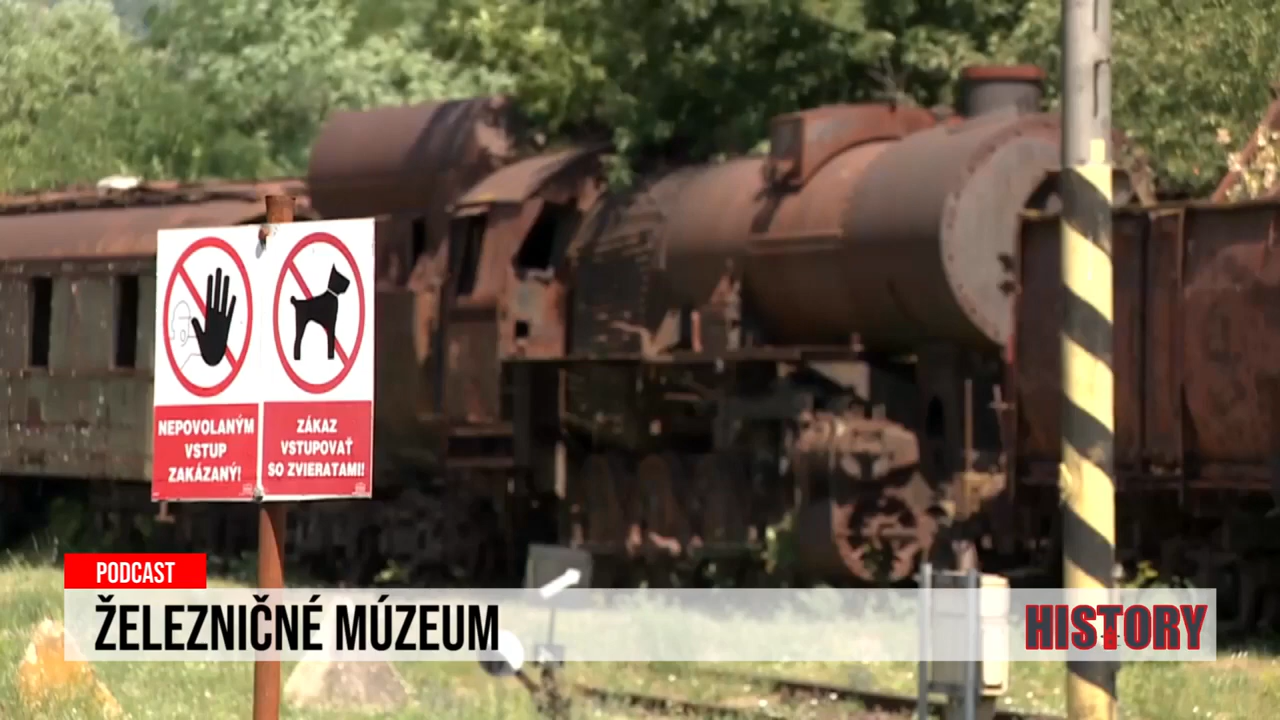 NEPOVOLANÝM
VSTUP
ZAKÁZANÝ!
ZÁKAZ
VSTUPOVAŤ
SO ZVIERATAMI!
PODCAST
ŽELEZNIČNÉ MÚZEUM
HISTORY